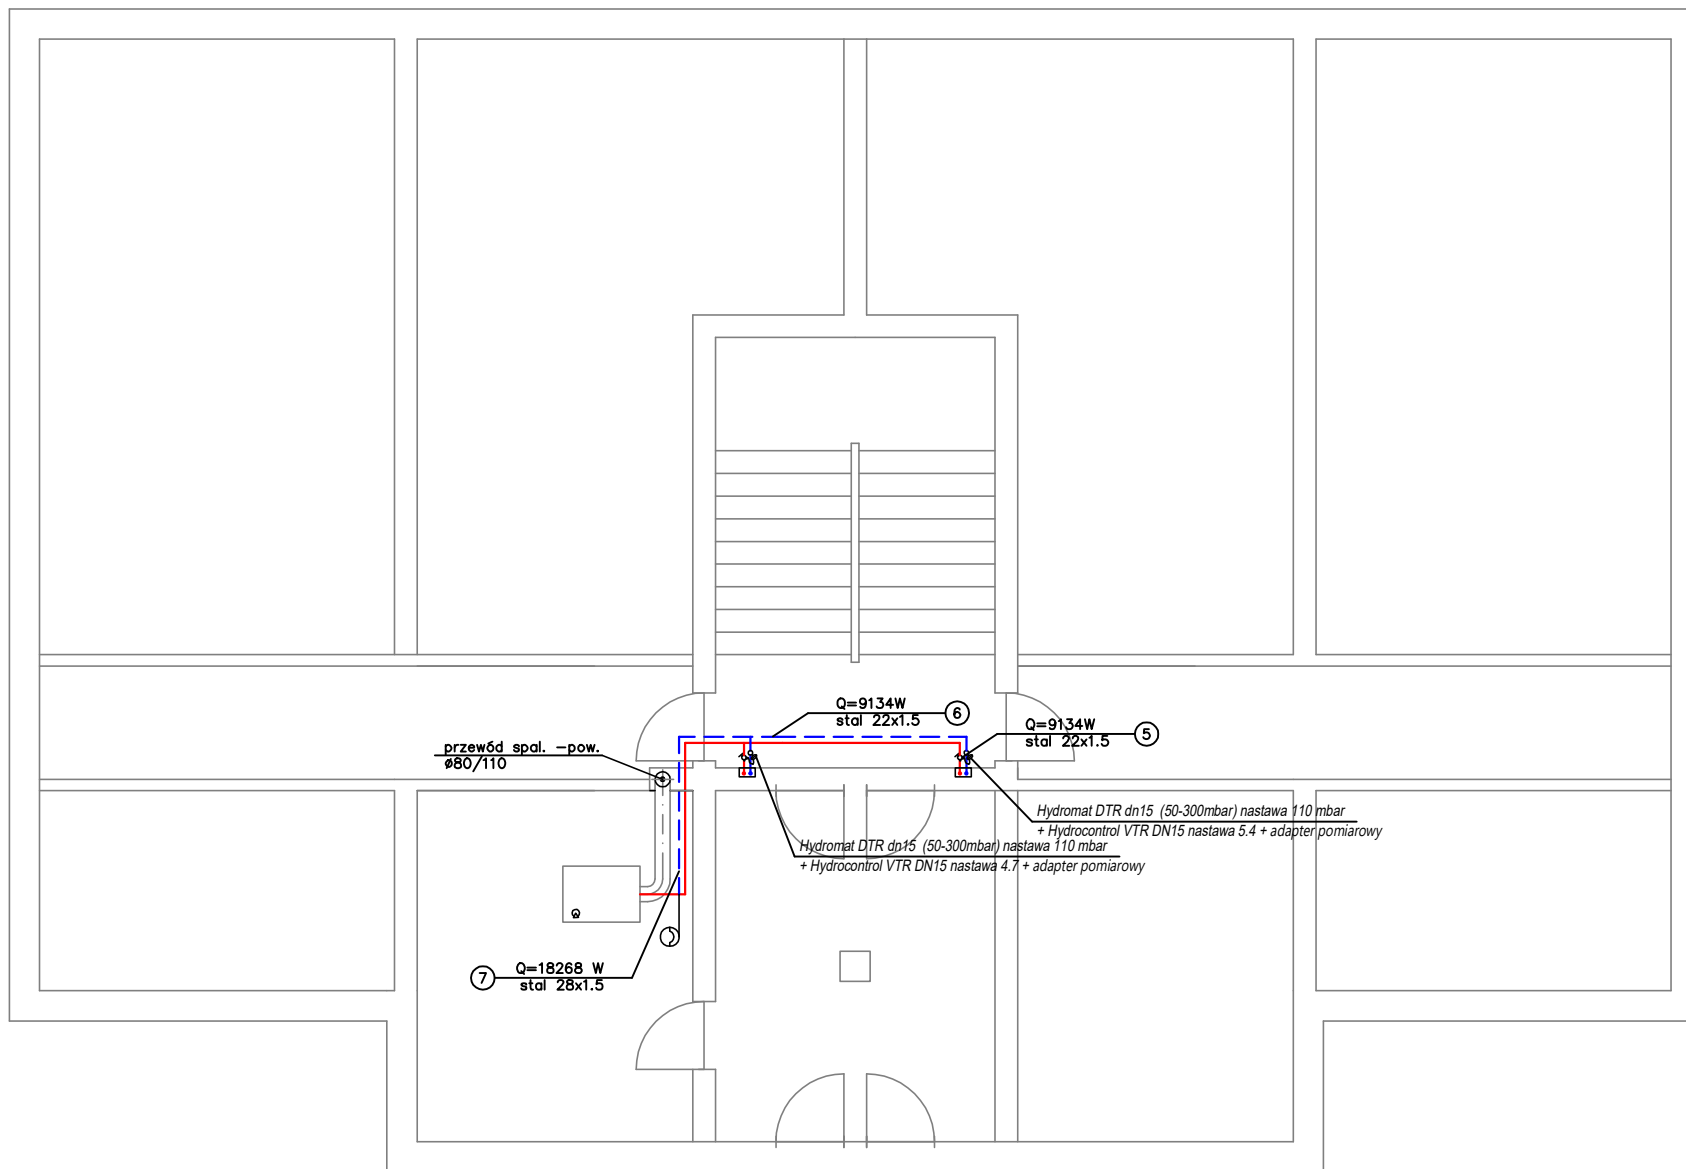 Q=9134W
stal 22x1.5
6
Q=9134W
stal 22x1.5
5
przewód spal. -pow.
ø80/110
Hydromat DTR dn15 (50-300mbar) nastawa 110 mbar
+ Hydrocontrol VTR DN15 nastawa 5.4 + adapter pomiarowy
Hydromat DTR dn15 (50-300mbar) nastawa 110 mbar
+ Hydrocontrol VTR DN15 nastawa 4.7 + adapter pomiarowy
7
Q=18268 W
stal 28x1.5